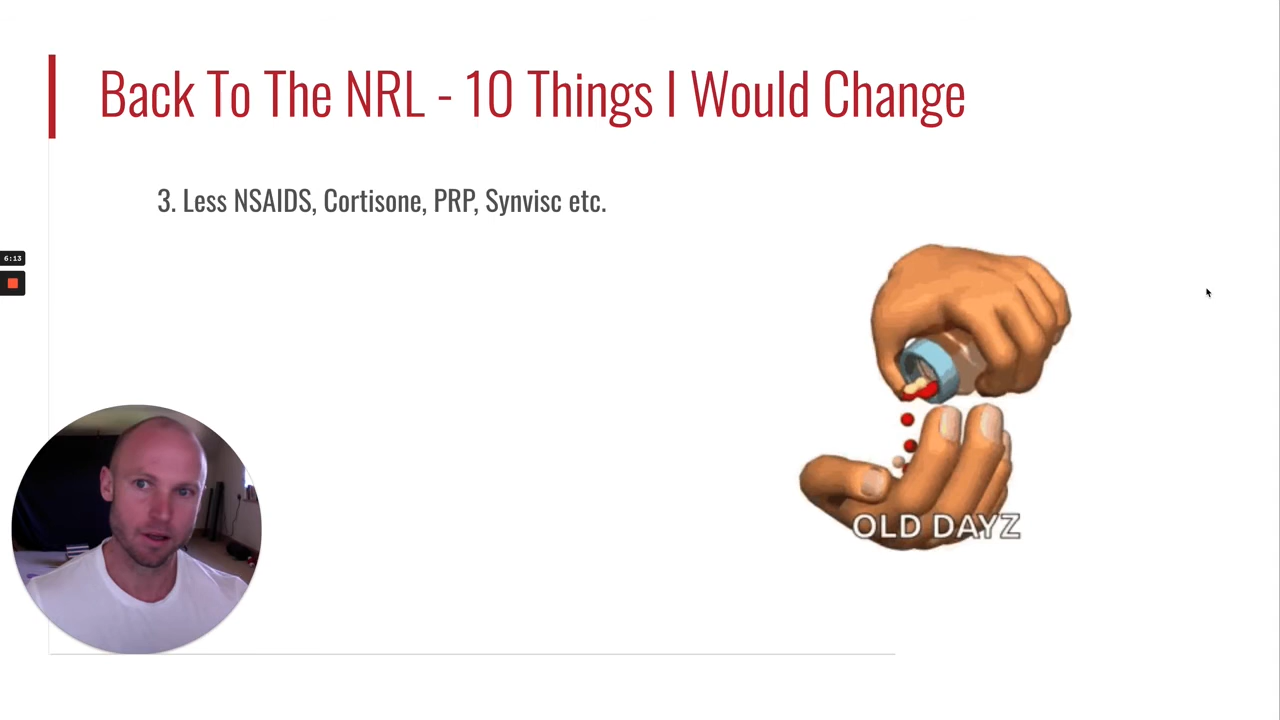 Back To The NRL - 10 Things I Would Change
3. Less NSAIDS, Cortisone, PRP, Synvisc etc.
6:13
OLD DAYZ